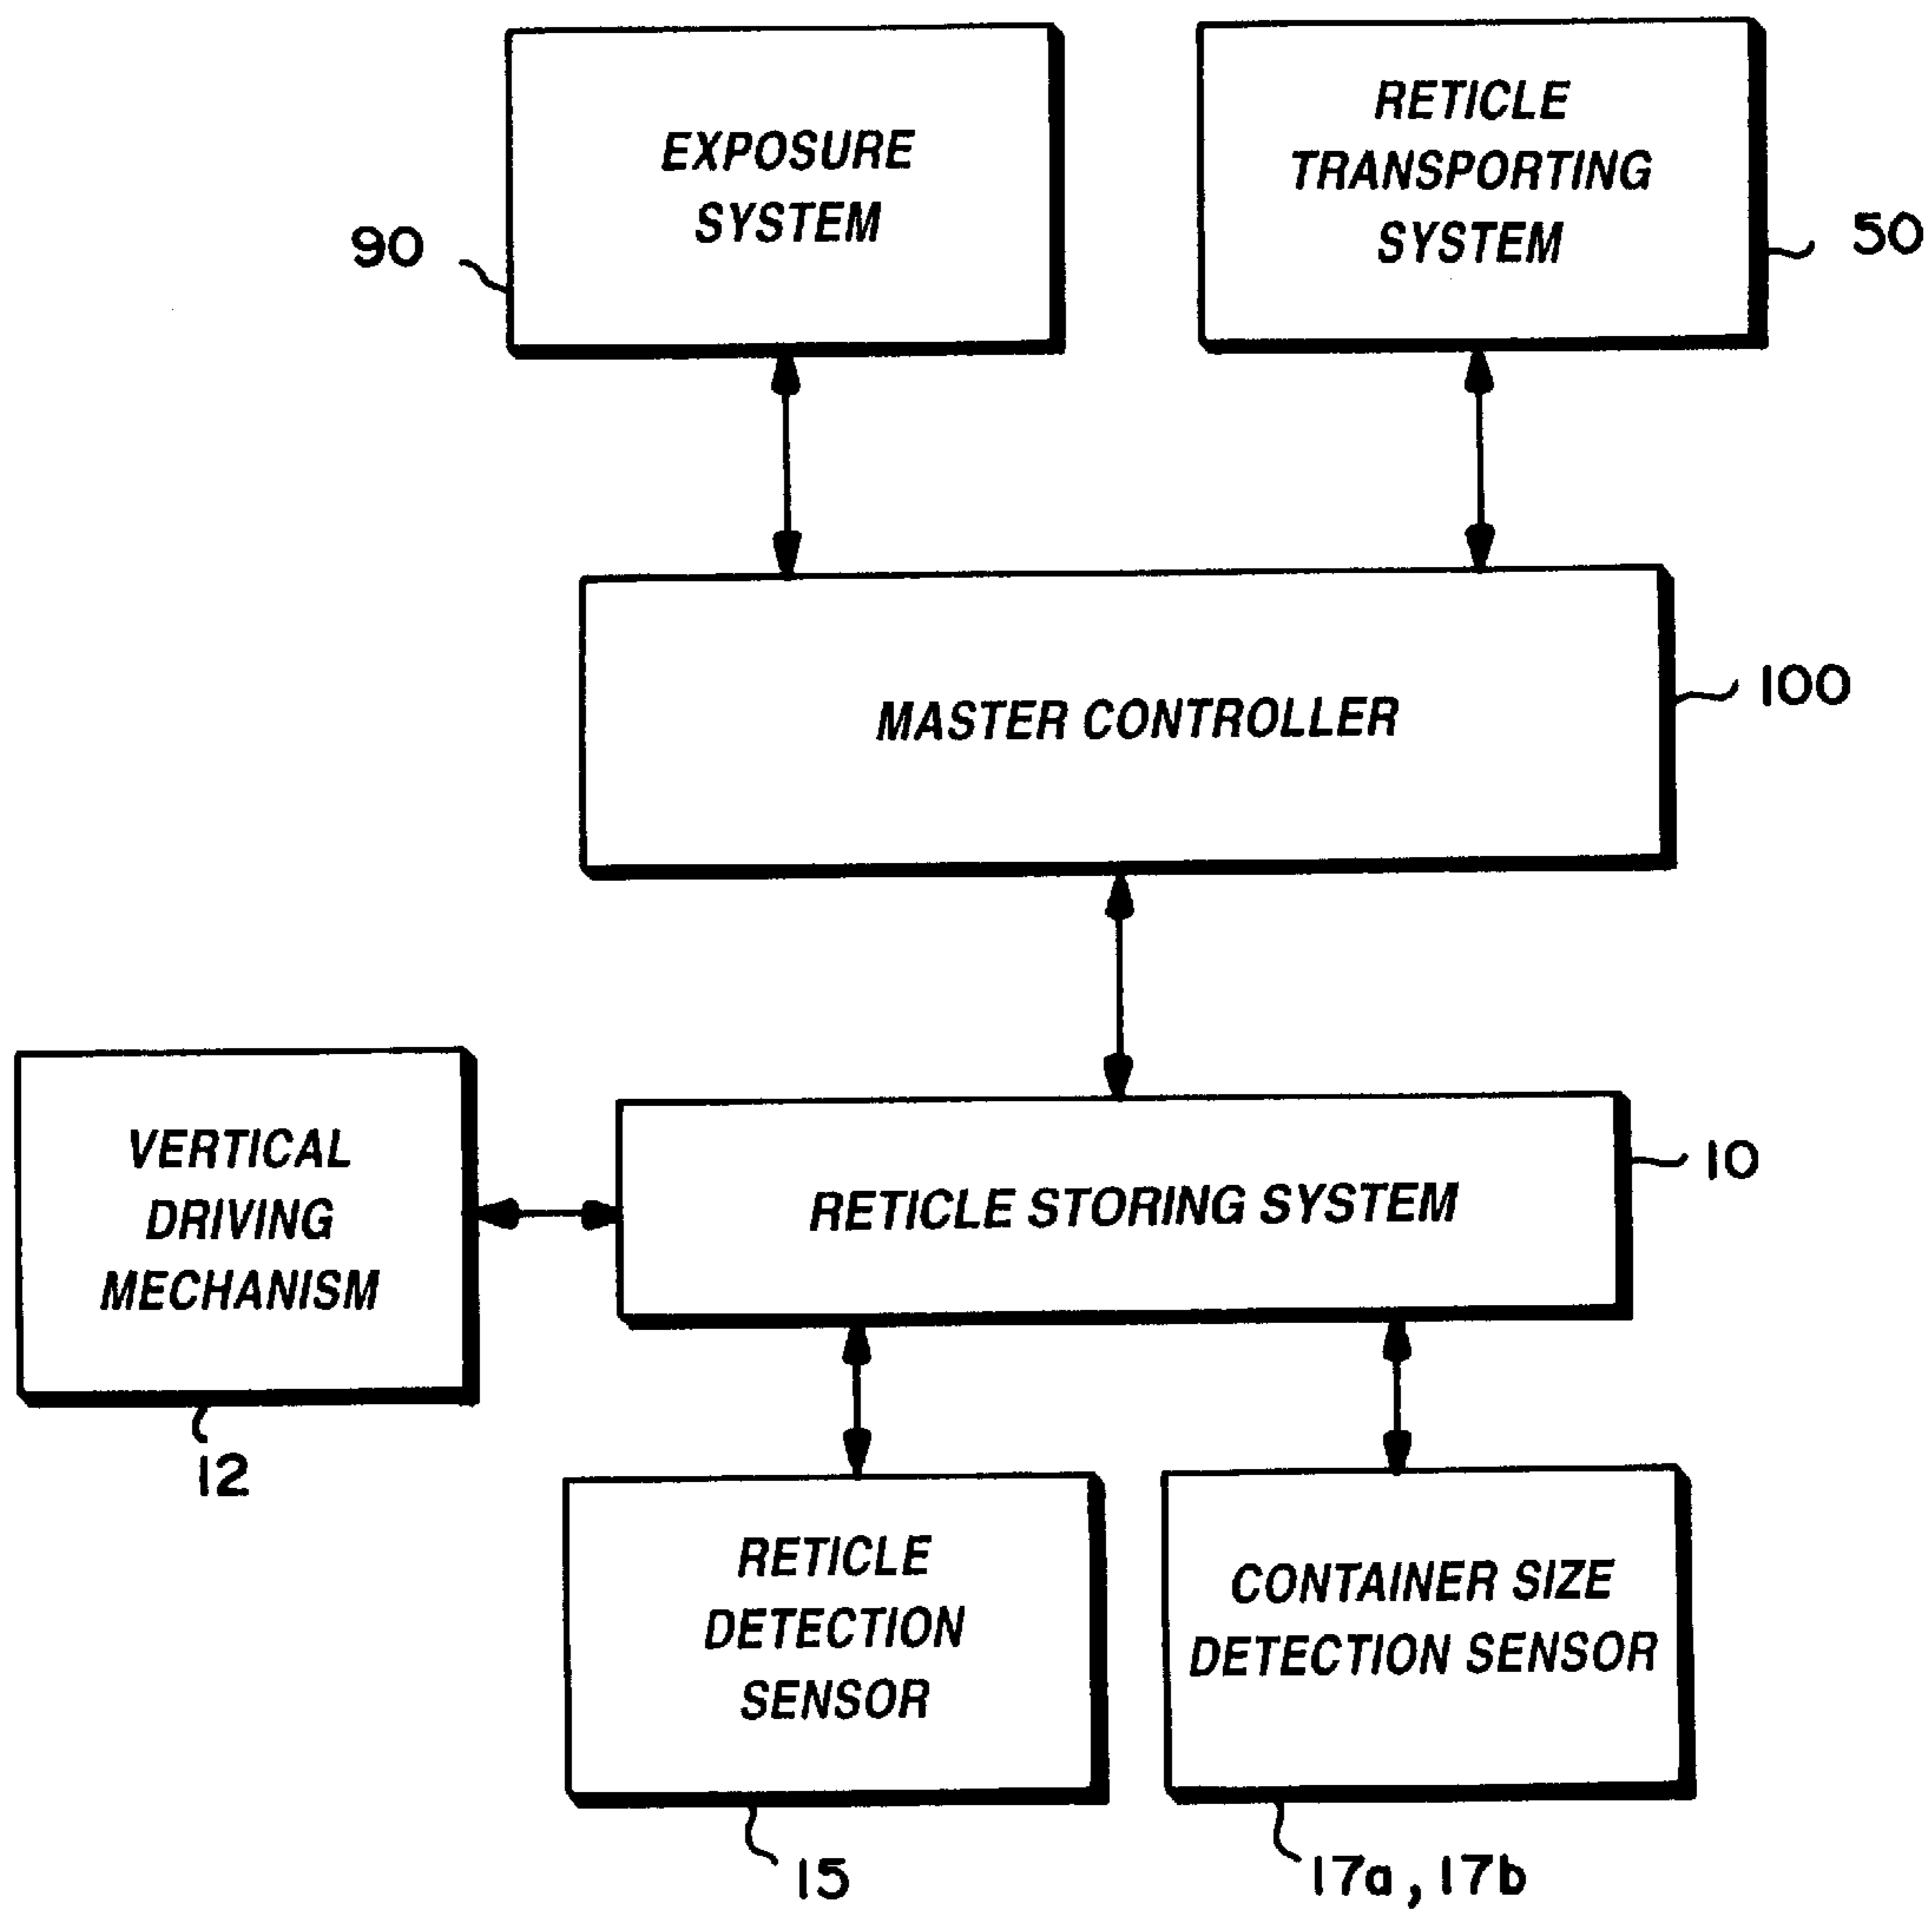 EXPOSURE
SYSTEM
90
RETICLE
TRANSPORTING
SYSTEM
50
MASTER CONTROLLER
100
VERTICAL
DRIVING
MECHANISM
12
RETICLE STORING SYSTEM
10
RETICLE
DETECTION
SENSOR
15
CONTAINER SIZE
DETECTION SENSOR
17a, 17b